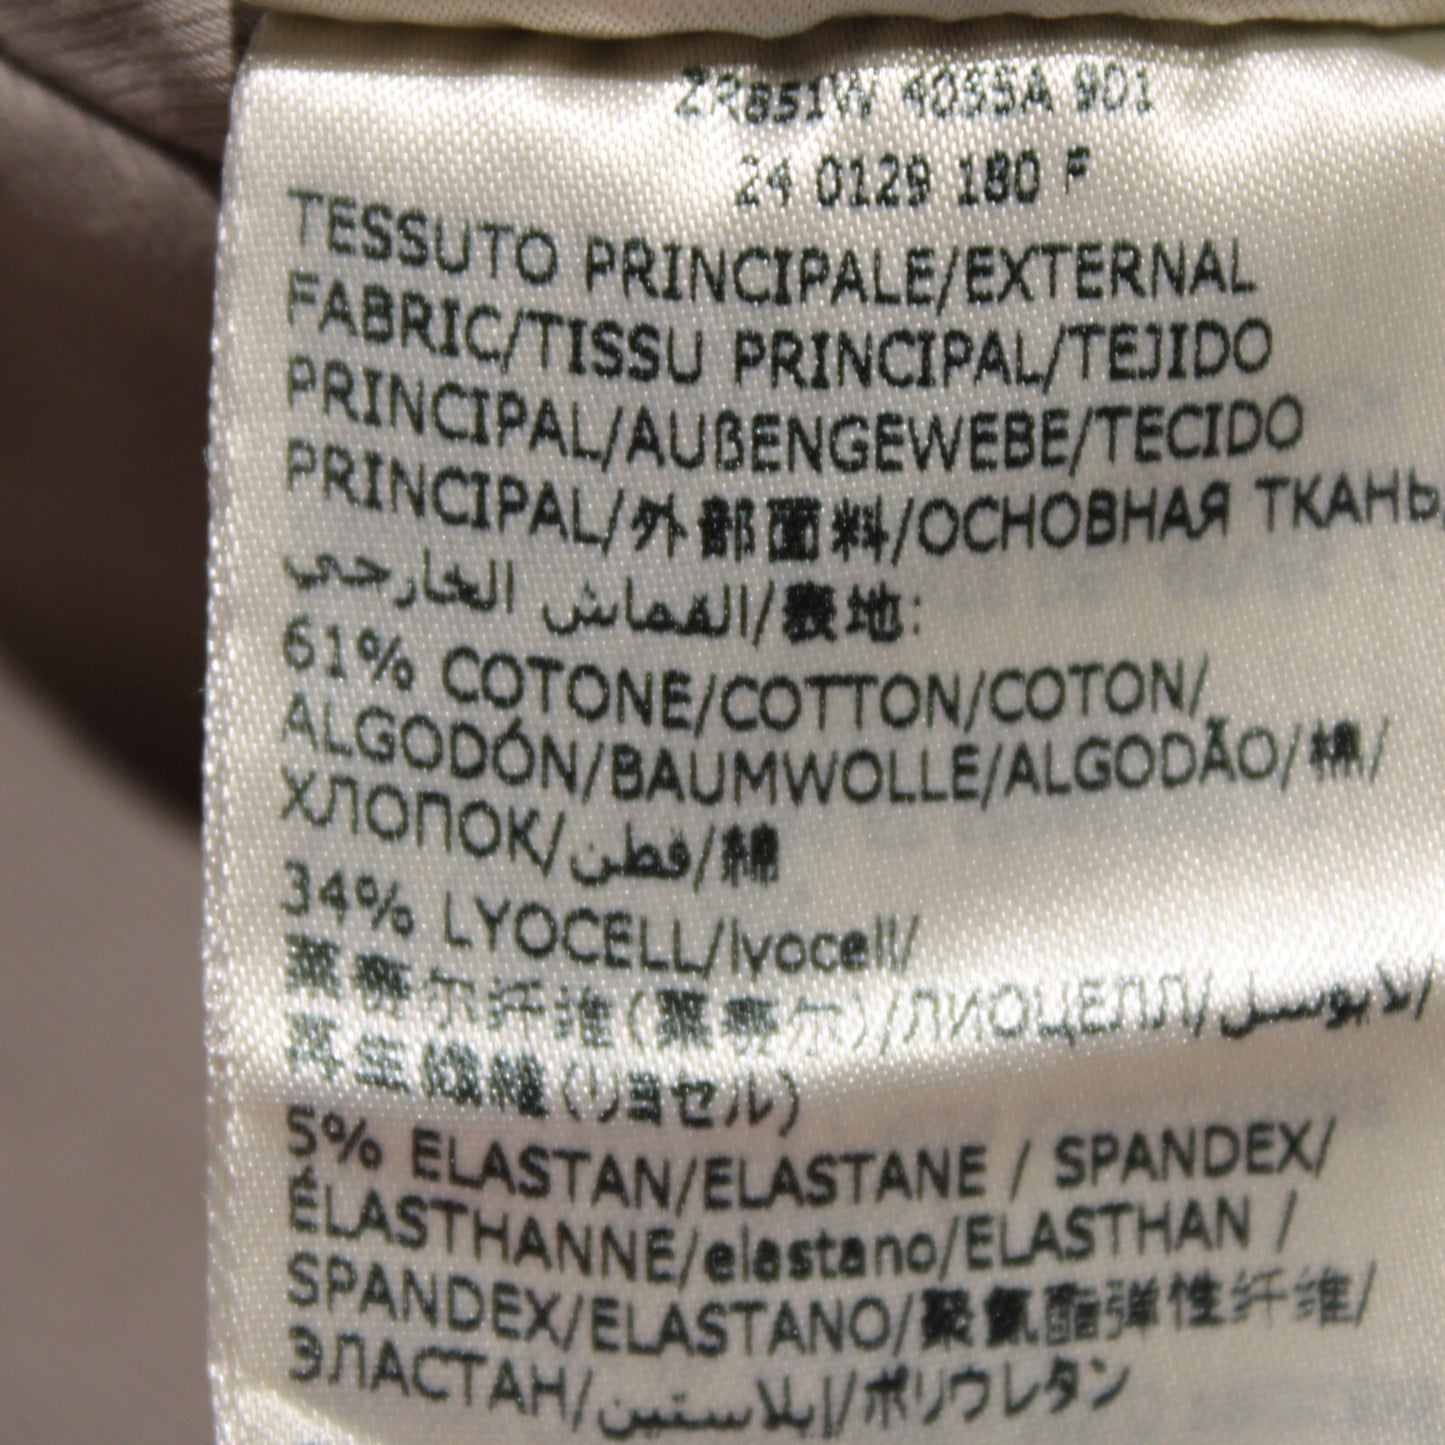 ZR851W 4055A 901
24 0129 180 F
TESSUTO PRINCIPALE/EXTERNAL
FABRIC/TISSU PRINCIPAL/TEJIDO
PRINCIPAL/AUßENGEWEBE/TECIDO
PRINCIPAL/外部面料/ОСНОВНАЯ ТКАНЬ/
القماش الخارجي/表地:
61% COTONE/COTTON/COTON/
ALGODÓN/BAUMWOLLE/ALGODÃO/棉/
ХЛОПОК/قطن/綿
34% LYOCELL/lyocell/
莱赛尔纤维(莱赛尔)/ЛИОЦЕЛЛ/لايوسل/
再生繊維(リヨセル)
5% ELASTAN/ELASTANE / SPANDEX/
ÉLASTHANNE/elastano/ELASTHAN /
SPANDEX/ELASTANO/聚氨酯弹性纤维/
ЭЛАСТАН/إيلاستين/ポリウレタン